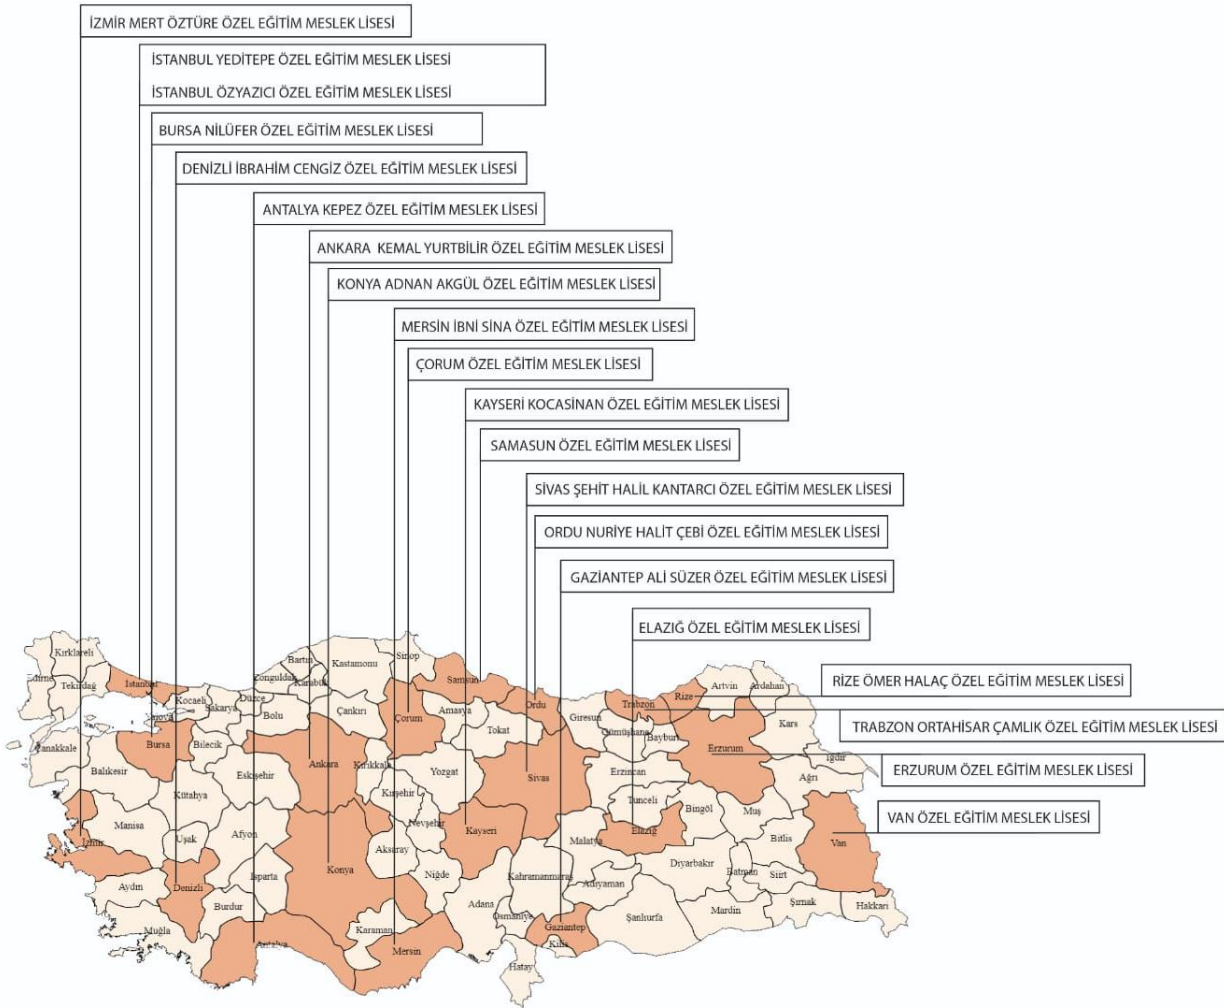 İZMİR MERT ÖZTÜRE ÖZEL EĞİTİM MESLEK LİSESİ
İSTANBUL YEDİTEPE ÖZEL EĞİTİM MESLEK LİSESİ
İSTANBUL ÖZYAZICI ÖZEL EĞİTİM MESLEK LİSESİ
BURSA NİLÜFER ÖZEL EĞİTİM MESLEK LİSESİ
DENİZLİ İBRAHİM CENGİZ ÖZEL EĞİTİM MESLEK LİSESİ
ANTALYA KEPEZ ÖZEL EĞİTİM MESLEK LİSESİ
ANKARA KEMAL YURTBİLİR ÖZEL EĞİTİM MESLEK LİSESİ
KONYA ADNAN AKGÜL ÖZEL EĞİTİM MESLEK LİSESİ
MERSİN İBNİ SİNA ÖZEL EĞİTİM MESLEK LİSESİ
ÇORUM ÖZEL EĞİTİM MESLEK LİSESİ
KAYSERİ KOCASİNAN ÖZEL EĞİTİM MESLEK LİSESİ
SAMASUN ÖZEL EĞİTİM MESLEK LİSESİ
SİVAS ŞEHİT HALİL KANTARCI ÖZEL EĞİTİM MESLEK LİSESİ
ORDU NURİYE HALİT ÇEBİ ÖZEL EĞİTİM MESLEK LİSESİ
GAZİANTEP ALİ SÜZER ÖZEL EĞİTİM MESLEK LİSESİ
ELAZIĞ ÖZEL EĞİTİM MESLEK LİSESİ
RİZE ÖMER HALAÇ ÖZEL EĞİTİM MESLEK LİSESİ
TRABZON ORTAHİSAR ÇAMLIK ÖZEL EĞİTİM MESLEK LİSESİ
ERZURUM ÖZEL EĞİTİM MESLEK LİSESİ
VAN ÖZEL EĞİTİM MESLEK LİSESİ
Kırklareli
Edirne
Tekirdağ
İstanbul
Kocaeli
Yalova
Sakarya
Düzce
Zonguldak
Bartın
Karabük
Kastamonu
Sinop
Samsun
Ordu
Giresun
Trabzon
Rize
Artvin
Ardahan
Kars
Iğdır
Ağrı
Erzurum
Bayburt
Gümüşhane
Tokat
Amasya
Çorum
Çankırı
Bolu
Bilecik
Bursa
Çanakkale
Balıkesir
Kütahya
Eskişehir
Ankara
Kırıkkale
Kırşehir
Yozgat
Sivas
Erzincan
Tunceli
Bingöl
Muş
Bitlis
Van
Elazığ
Malatya
Kayseri
Nevşehir
Aksaray
Niğde
Konya
Afyon
Uşak
Manisa
İzmir
Aydın
Denizli
Isparta
Burdur
Muğla
Antalya
Karaman
Mersin
Adana
Osmaniye
Kahramanmaraş
Adıyaman
Diyarbakır
Batman
Siirt
Şırnak
Hakkari
Mardin
Şanlıurfa
Gaziantep
Kilis
Hatay